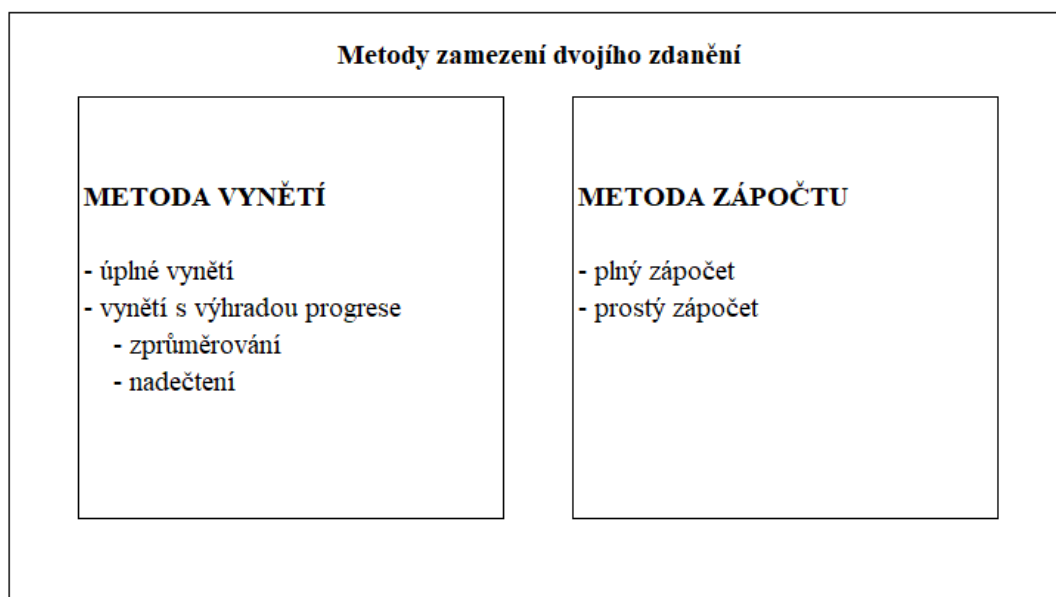 Metody zamezení dvojího zdanění
METODA VYNĚTÍ
- úplné vynětí
- vynětí s výhradou progrese
- zprůměrování
- nadečtení
METODA ZÁPOČTU
- plný zápočet
- prostý zápočet